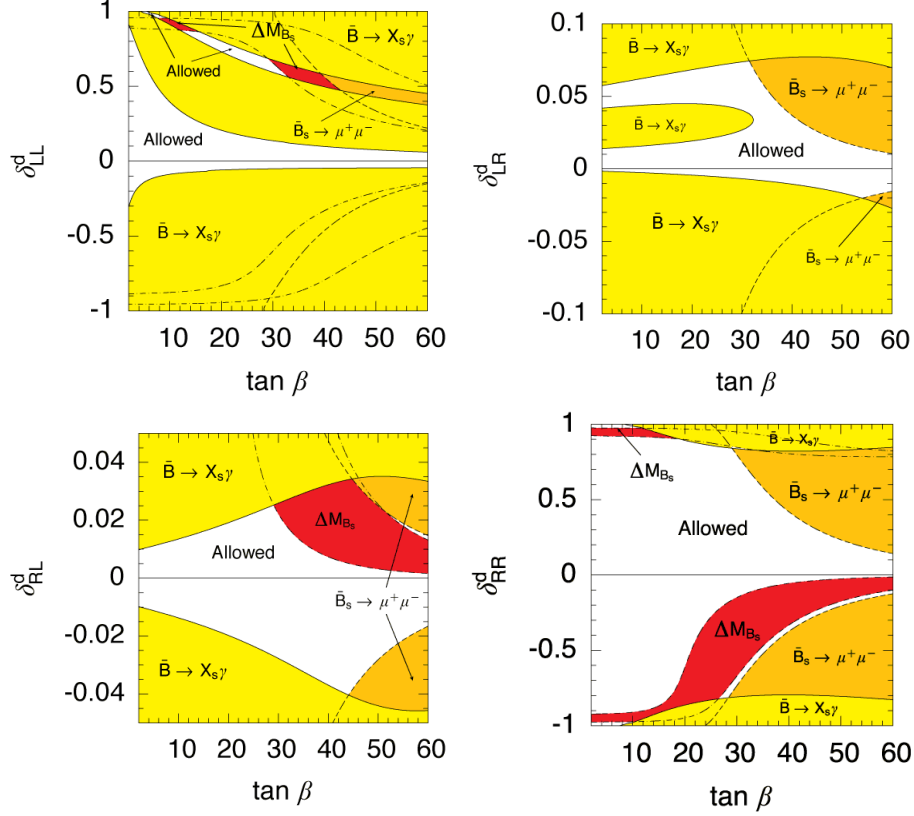 1
0.5
0
-0.5
-1
δ^d_LL
ΔM_Bs
B̄ → X_sγ
Allowed
B̄_s → μ⁺μ⁻
Allowed
B̄ → X_sγ
10 20 30 40 50 60
tan β
0.1
0.05
0
-0.05
-0.1
δ^d_LR
B̄ → X_sγ
B̄_s → μ⁺μ⁻
B̄ → X_sγ
Allowed
B̄ → X_sγ
B̄_s → μ⁺μ⁻
10 20 30 40 50 60
tan β
0.04
0.02
0
-0.02
-0.04
δ^d_RL
B̄ → X_sγ
ΔM_Bs
Allowed
B̄_s → μ⁺μ⁻
B̄ → X_sγ
10 20 30 40 50 60
tan β
1
0.5
0
-0.5
-1
δ^d_RR
B̄ → X_sγ
ΔM_Bs
B̄_s → μ⁺μ⁻
Allowed
ΔM_Bs
B̄_s → μ⁺μ⁻
B̄ → X_sγ
10 20 30 40 50 60
tan β